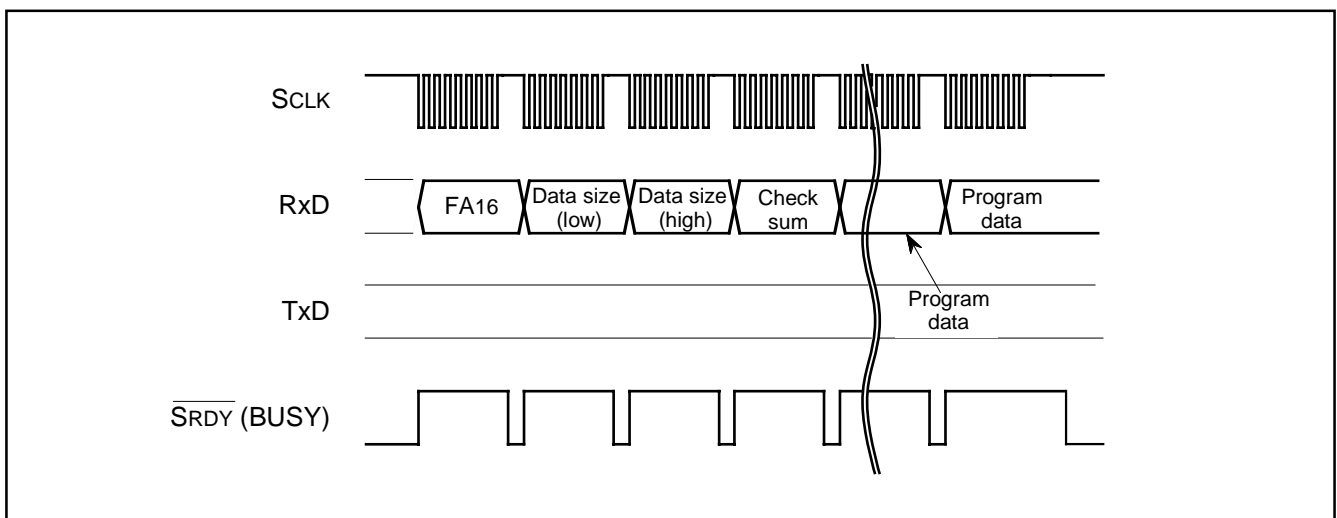 SCLK
RxD
FA16
Data size
(low)
Data size
(high)
Check
sum
Program
data
Program
data
TxD
SRDY (BUSY)